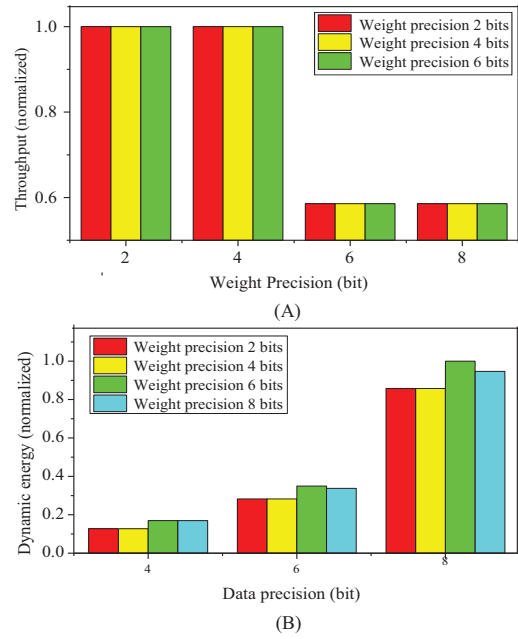 Weight precision 2 bits
Weight precision 4 bits
Weight precision 6 bits
Throughput (normalized)
1.0
0.8
0.6
2 4 6 8
Weight Precision (bit)
(A)
Weight precision 2 bits
Weight precision 4 bits
Weight precision 6 bits
Weight precision 8 bits
Dynamic energy (normalized)
1.0
0.8
0.6
0.4
0.2
0.0
4 6 8
Data precision (bit)
(B)